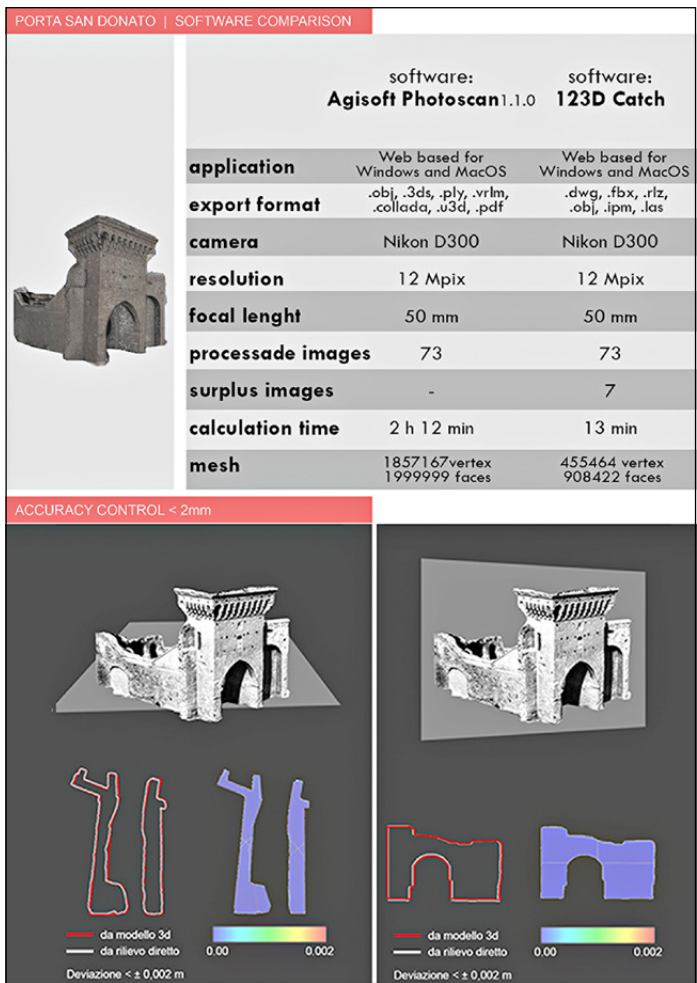 PORTA SAN DONATO | SOFTWARE COMPARISON
software: software:
Agisoft Photoscan 1.1.0 123D Catch
application Web based for Windows and MacOS Web based for Windows and MacOS
export format .obj, .3ds, .ply, .vrlm, .collada, .u3d, .pdf .dwg, .fbx, .rlz, .obj, .ipm, .las
camera Nikon D300 Nikon D300
resolution 12 Mpix 12 Mpix
focal lenght 50 mm 50 mm
processade images 73 73
surplus images - 7
calculation time 2 h 12 min 13 min
mesh 1857167 vertex 1999999 faces 455464 vertex 908422 faces
ACCURACY CONTROL < 2mm
da modello 3d
da rilievo diretto
0.00 0.002
Deviazione < ± 0,002 m
da modello 3d
da rilievo diretto
0.00 0.002
Deviazione < ± 0,002 m